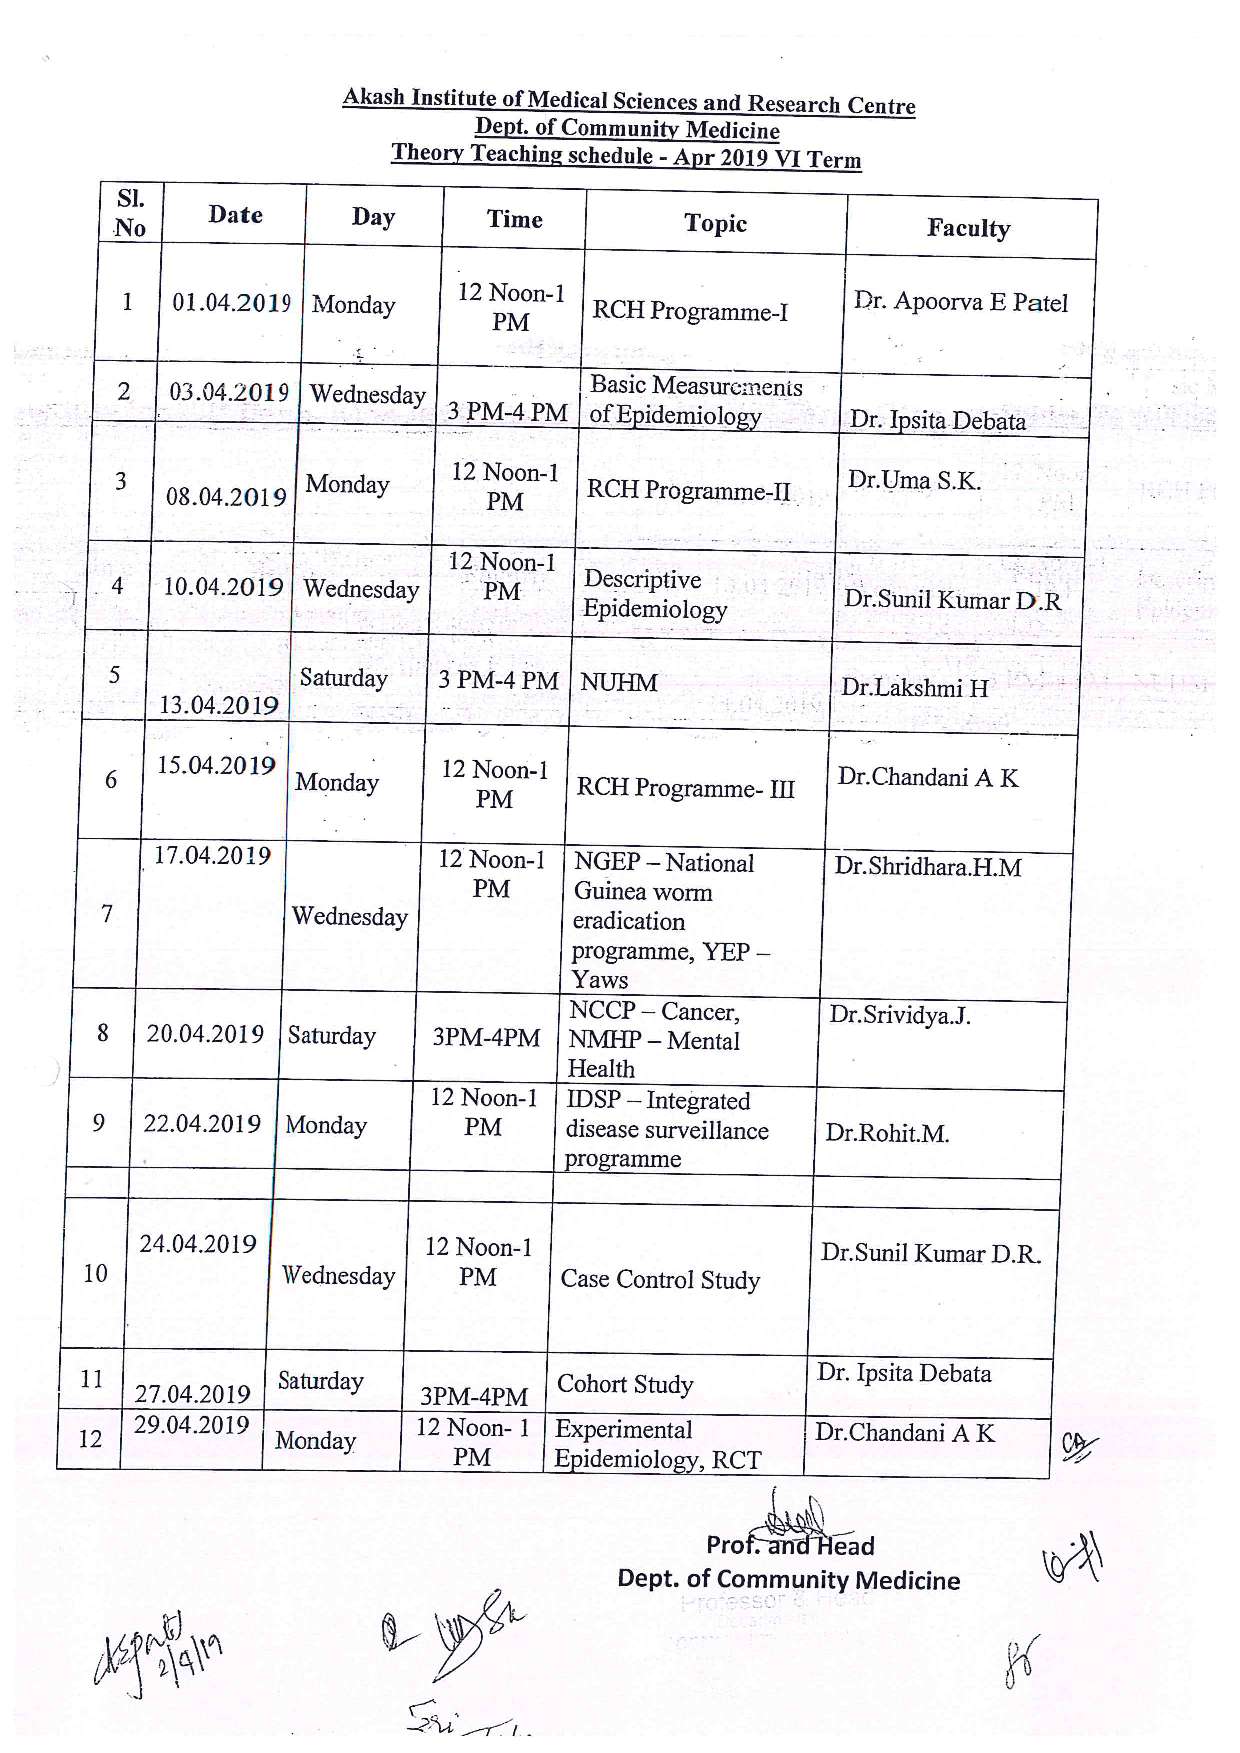 Akash Institute of Medical Sciences and Research Centre
Dept. of Community Medicine
Theory Teaching schedule - Apr 2019 VI Term
Sl. No Date Day Time Topic Faculty
1 01.04.2019 Monday 12 Noon-1 PM RCH Programme-I Dr. Apoorva E Patel
2 03.04.2019 Wednesday 3 PM-4 PM Basic Measurements of Epidemiology Dr. Ipsita Debata
3 08.04.2019 Monday 12 Noon-1 PM RCH Programme-II Dr.Uma S.K.
4 10.04.2019 Wednesday 12 Noon-1 PM Descriptive Epidemiology Dr.Sunil Kumar D.R
5 13.04.2019 Saturday 3 PM-4 PM NUHM Dr.Lakshmi H
6 15.04.2019 Monday 12 Noon-1 PM RCH Programme- III Dr.Chandani A K
7 17.04.2019 Wednesday 12 Noon-1 PM NGEP – National Guinea worm eradication programme, YEP – Yaws Dr.Shridhara.H.M
8 20.04.2019 Saturday 3PM-4PM NCCP – Cancer, NMHP – Mental Health Dr.Srividya.J.
9 22.04.2019 Monday 12 Noon-1 PM IDSP – Integrated disease surveillance programme Dr.Rohit.M.
10 24.04.2019 Wednesday 12 Noon-1 PM Case Control Study Dr.Sunil Kumar D.R.
11 27.04.2019 Saturday 3PM-4PM Cohort Study Dr. Ipsita Debata
12 29.04.2019 Monday 12 Noon- 1 PM Experimental Epidemiology, RCT Dr.Chandani A K
Prof. and Head
Dept. of Community Medicine
2/4/19